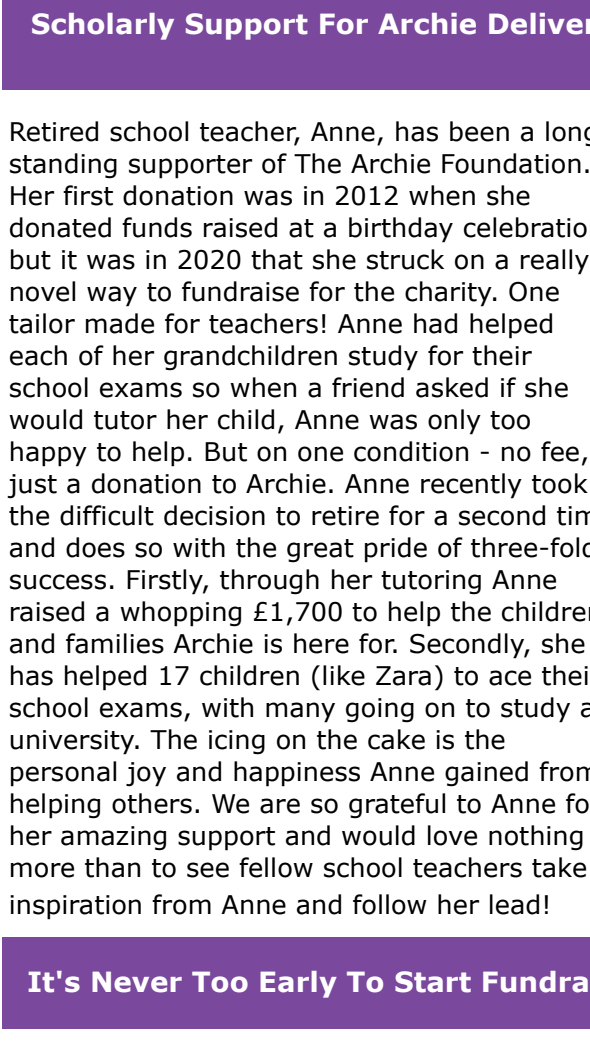 Scholarly Support For Archie Deliver
Retired school teacher, Anne, has been a long
standing supporter of The Archie Foundation.
Her first donation was in 2012 when she
donated funds raised at a birthday celebratio
but it was in 2020 that she struck on a really
novel way to fundraise for the charity. One
tailor made for teachers! Anne had helped
each of her grandchildren study for their
school exams so when a friend asked if she
would tutor her child, Anne was only too
happy to help. But on one condition - no fee,
just a donation to Archie. Anne recently took
the difficult decision to retire for a second tim
and does so with the great pride of three-fold
success. Firstly, through her tutoring Anne
raised a whopping £1,700 to help the children
and families Archie is here for. Secondly, she
has helped 17 children (like Zara) to ace thei
school exams, with many going on to study a
university. The icing on the cake is the
personal joy and happiness Anne gained from
helping others. We are so grateful to Anne fo
her amazing support and would love nothing
more than to see fellow school teachers take
inspiration from Anne and follow her lead!
It's Never Too Early To Start Fundra